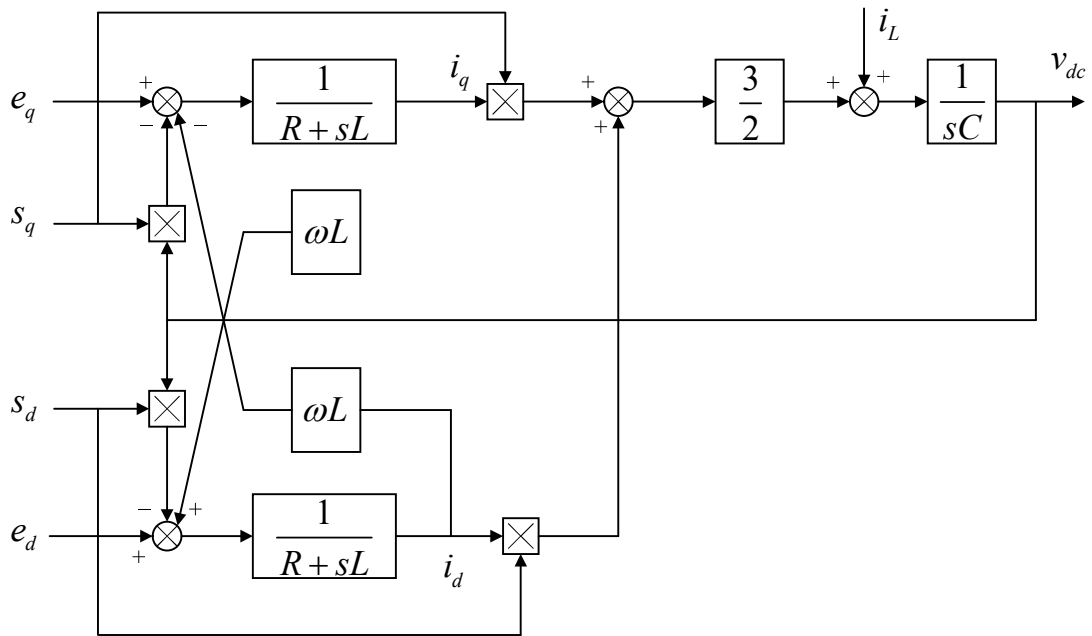 i_L
v_dc
+
1
R + sL
i_q
+
3
2
+
+
1
sC
e_q
−
−
+
s_q
ωL
s_d
ωL
−
+
1
R + sL
e_d
+
i_d